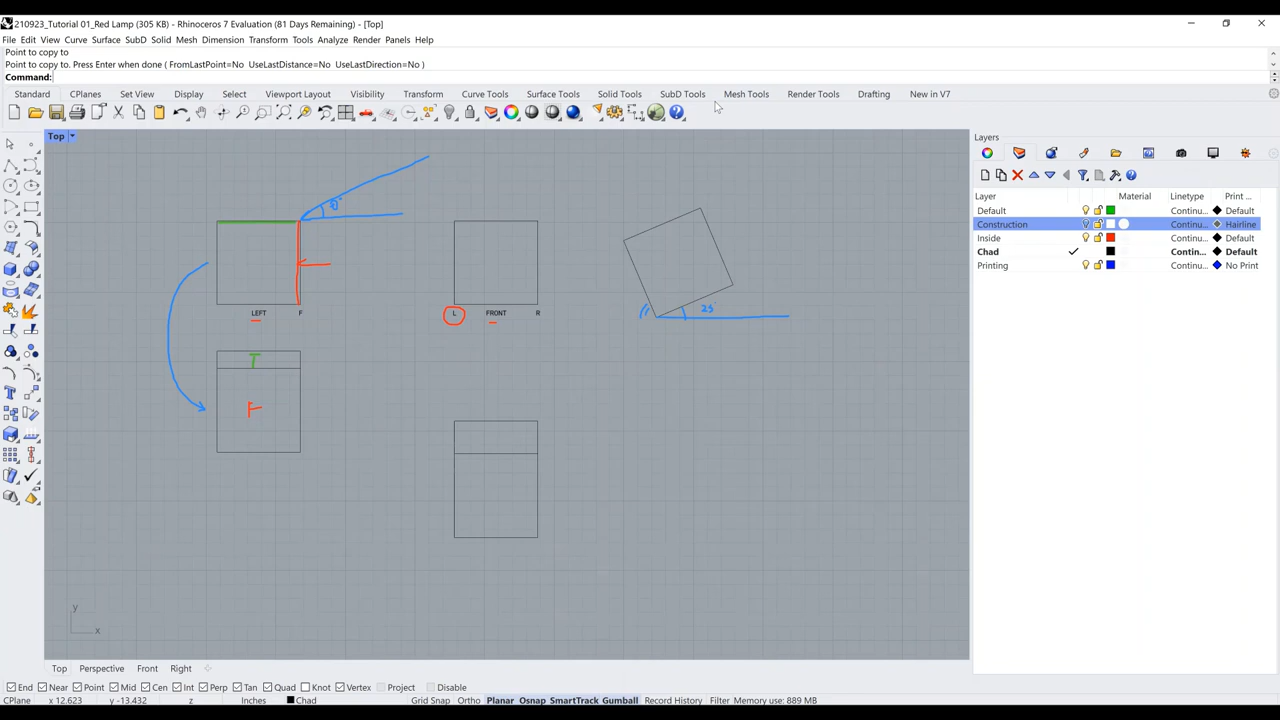 210923_Tutorial 01_Red Lamp (305 KB) - Rhinoceros 7 Evaluation (81 Days Remaining) - [Top]
File Edit View Curve Surface SubD Solid Mesh Dimension Transform Tools Analyze Render Panels Help
Point to copy to
Point to copy to. Press Enter when done ( FromLastPoint=No UseLastDistance=No UseLastDirection=No )
Command:
Standard CPlanes Set View Display Select Viewport Layout Visibility Transform Curve Tools Surface Tools Solid Tools SubD Tools Mesh Tools Render Tools Drafting New in V7
Top
Layers
Layer Material Linetype Print ...
Default Continu... Default
Construction Continu... Hairline
Inside Continu... Default
Chad Contin... Default
Printing Continu... No Print
LEFT F
L FRONT R
25°
T
F
y
x
Top Perspective Front Right
End Near Point Mid Cen Int Perp Tan Quad Knot Vertex Project Disable
CPlane x 12.623 y -13.432 z Inches Chad Grid Snap Ortho Planar Osnap SmartTrack Gumball Record History Filter Memory use: 889 MB